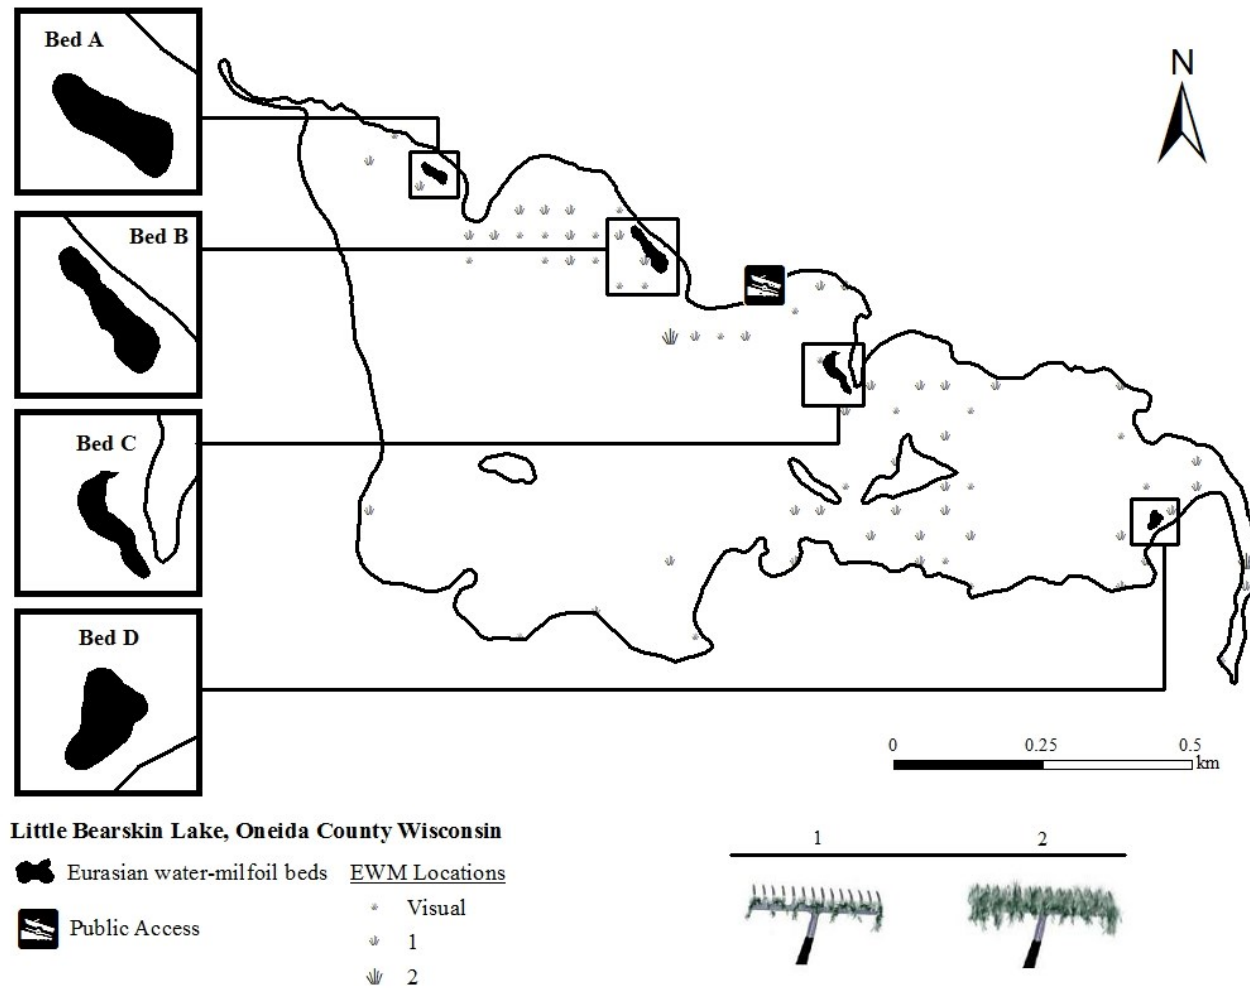 Bed A
N
Bed B
Bed C
Bed D
0 0.25 0.5
km
Little Bearskin Lake, Oneida County Wisconsin
Eurasian water-milfoil beds
Public Access
EWM Locations
Visual
1
2
1 2